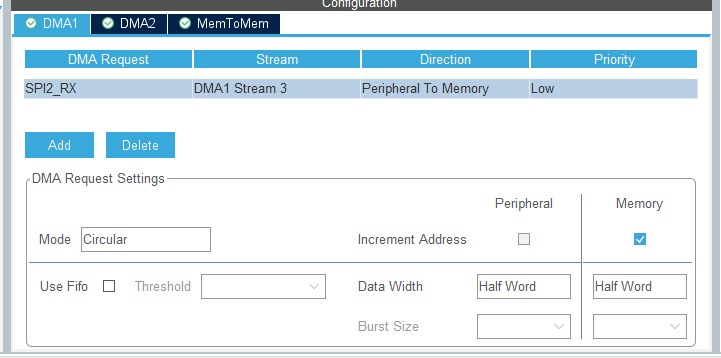 Configuration
DMA1 DMA2 MemToMem
DMA Request Stream Direction Priority
SPI2_RX DMA1 Stream 3 Peripheral To Memory Low
Add Delete
DMA Request Settings
Peripheral Memory
Mode Circular Increment Address
Use Fifo Threshold Data Width Half Word Half Word
Burst Size